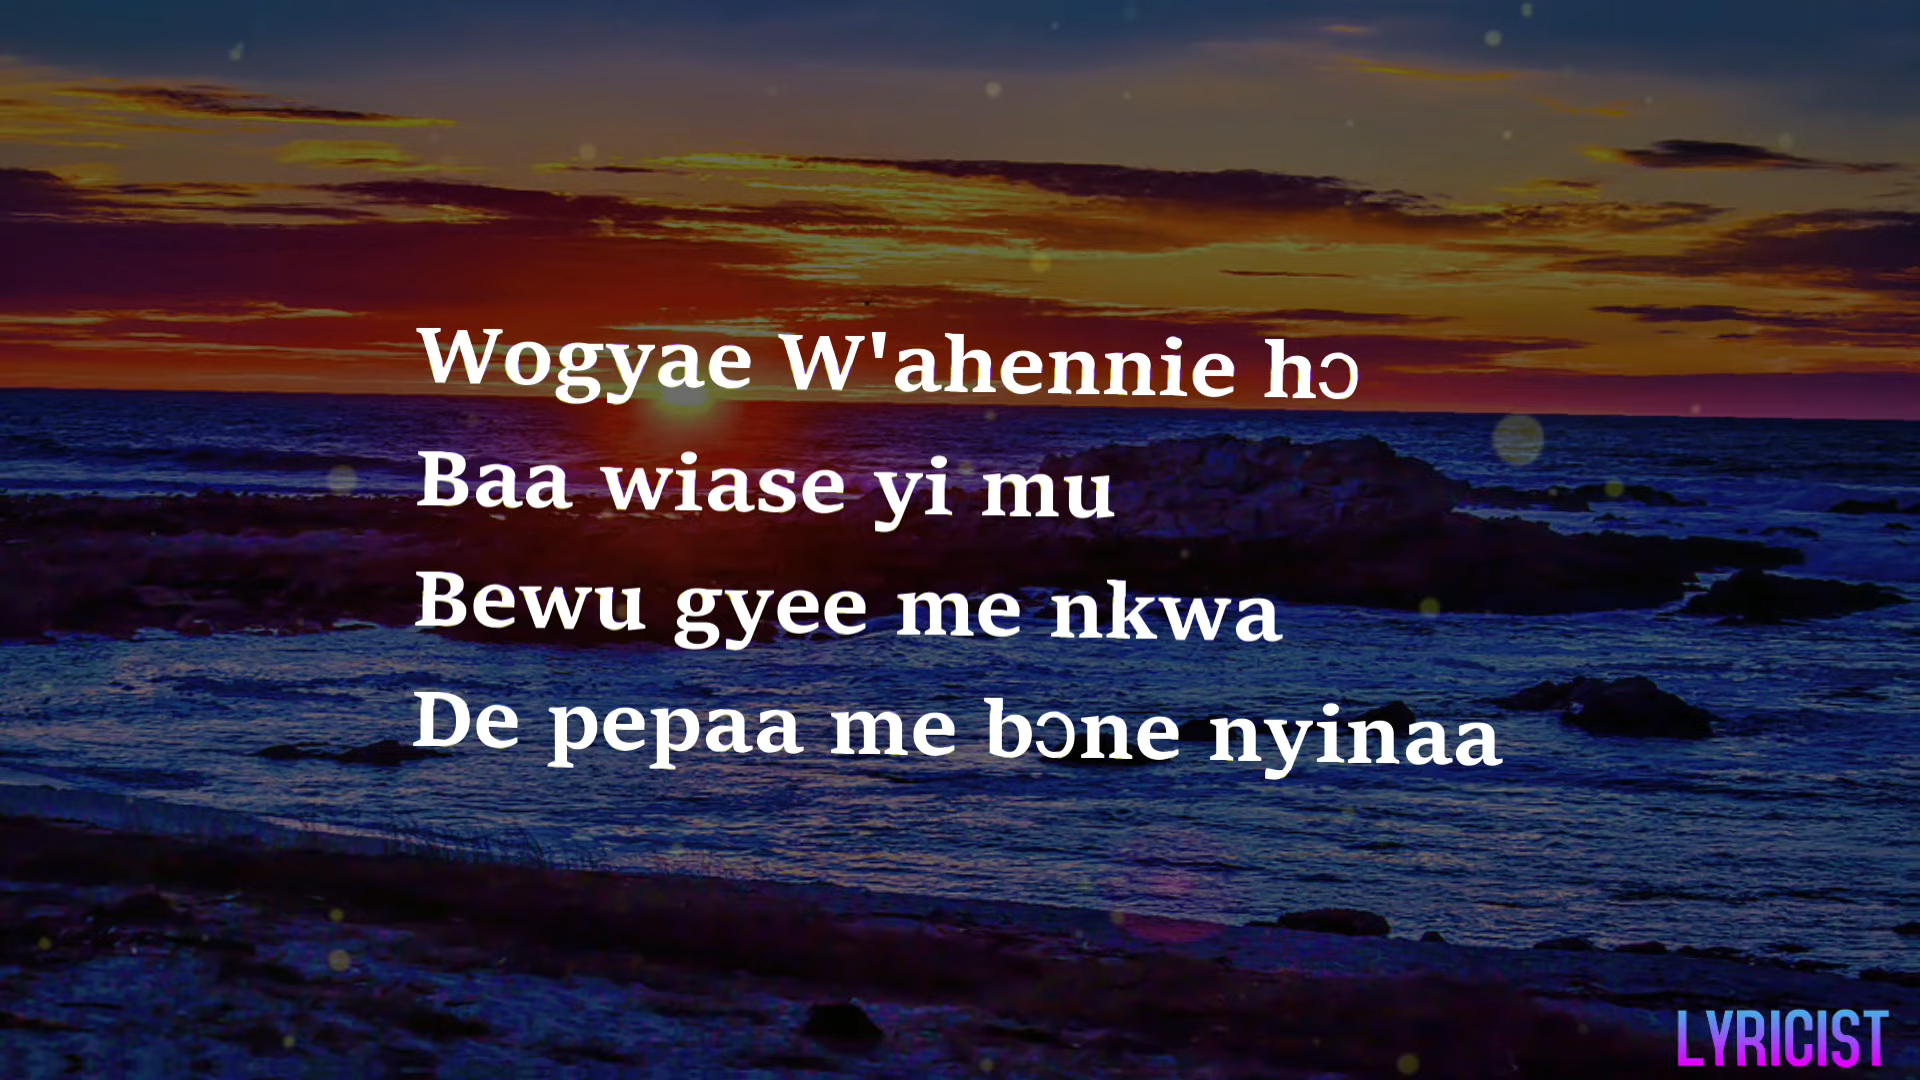 Wogyae W'ahennie hɔ
Baa wiase yi mu
Bewu gyee me nkwa
De pepaa me bɔne nyinaa
LYRICIST